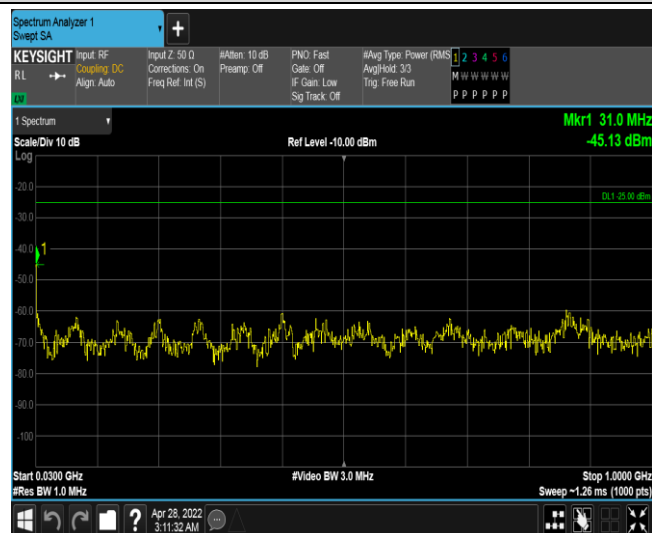 Spectrum Analyzer 1
Swept SA
KEYSIGHT
RL
Input: RF
Coupling: DC
Align: Auto
Input Z: 50 Ω
Corrections: On
Freq Ref: Int (S)
#Atten: 10 dB
Preamp: Off
PNO: Fast
Gate: Off
IF Gain: Low
Sig Track: Off
#Avg Type: Power (RMS
Avg|Hold: 3/3
Trig: Free Run
1 2 3 4 5 6
M W W W W W
P P P P P P
1 Spectrum
Mkr1 31.0 MHz
Scale/Div 10 dB
Ref Level -10.00 dBm
-45.13 dBm
Log
-20.0
DL1 -25.00 dBm
-30.0
-40.0
1
-50.0
-60.0
-70.0
-80.0
-90.0
-100
Start 0.0300 GHz
#Video BW 3.0 MHz
Stop 1.0000 GHz
#Res BW 1.0 MHz
Sweep ~1.26 ms (1000 pts)
Apr 28, 2022
3:11:32 AM